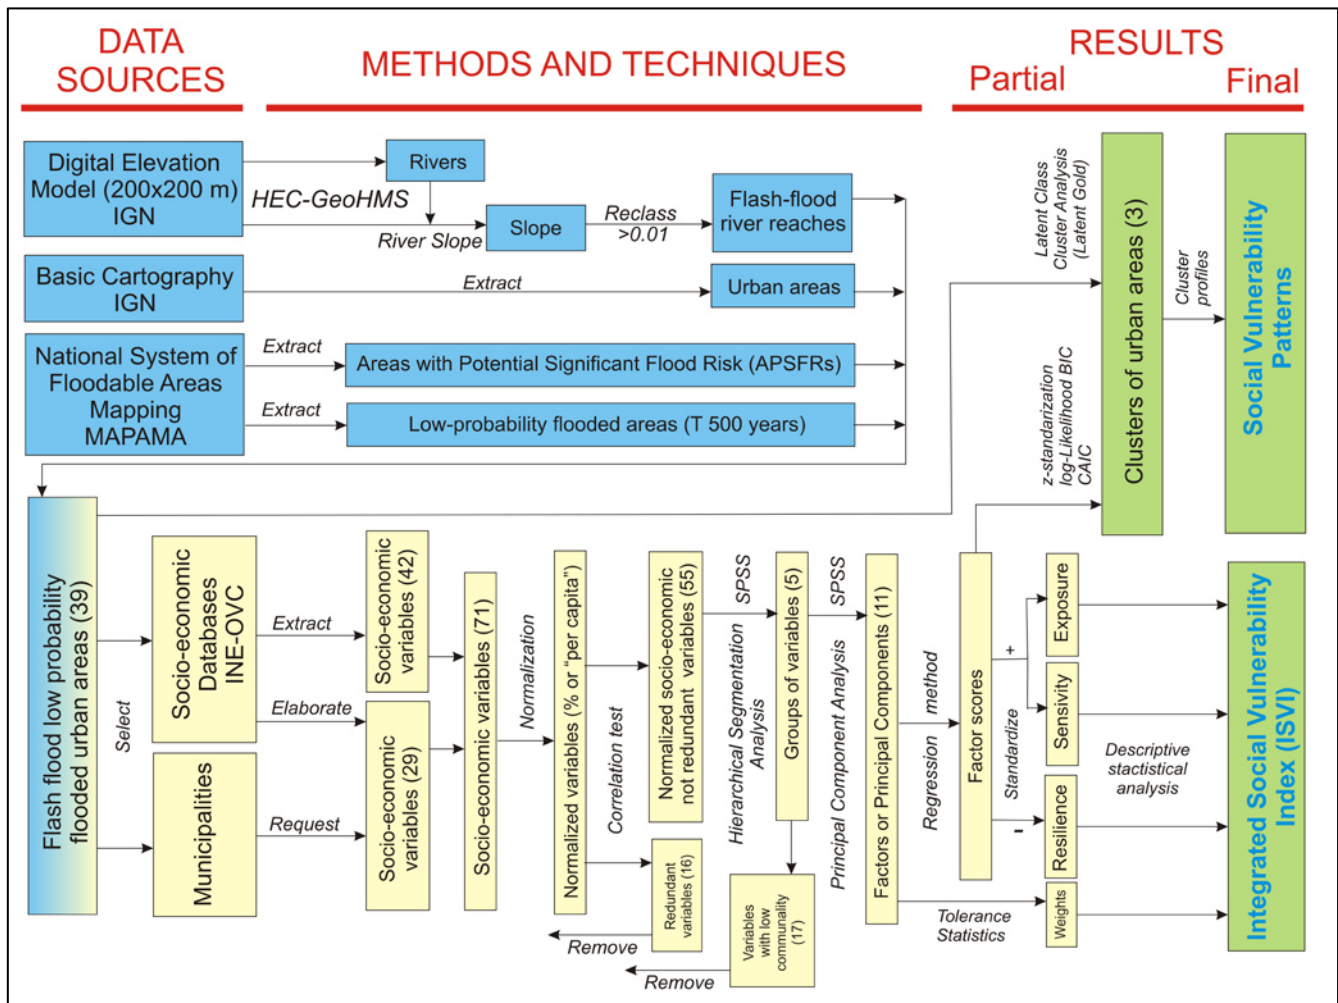 DATA
SOURCES
METHODS AND TECHNIQUES
RESULTS
Partial
Final
Digital Elevation
Model (200x200 m)
IGN
Rivers
HEC-GeoHMS
River Slope
Slope
Reclass
>0.01
Flash-flood
river reaches
Basic Cartography
IGN
Extract
Urban areas
National System of
Floodable Areas
Mapping
MAPAMA
Extract
Areas with Potential Significant Flood Risk (APSFRs)
Extract
Low-probability flooded areas (T 500 years)
Latent Class
Cluster Analysis
(Latent Gold)
z-standarization
log-Likelihood BIC
CAIC
Clusters of urban areas (3)
Cluster
profiles
Social Vulnerability
Patterns
Flash flood low probability
flooded urban areas (39)
Select
Socio-economic
Databases
INE-OVC
Municipalities
Extract
Elaborate
Request
Socio-economic
variables (42)
Socio-economic
variables (29)
Socio-economic variables (71)
Normalization
Normalized variables (% or “per capita”)
Correlation test
Normalized socio-economic
not redundant variables (55)
Redundant
variables (16)
Remove
SPSS
Hierarchical Segmentation
Analysis
Groups of variables (5)
Variables
with low
communality
(17)
Remove
SPSS
Principal Component Analysis
Factors or Principal Components (11)
Regression method
Factor scores
Standardize
+
-
Exposure
Sensivity
Resilience
Tolerance
Statistics
Weights
Descriptive
stactistical
analysis
Integrated Social Vulnerability
Index (ISVI)